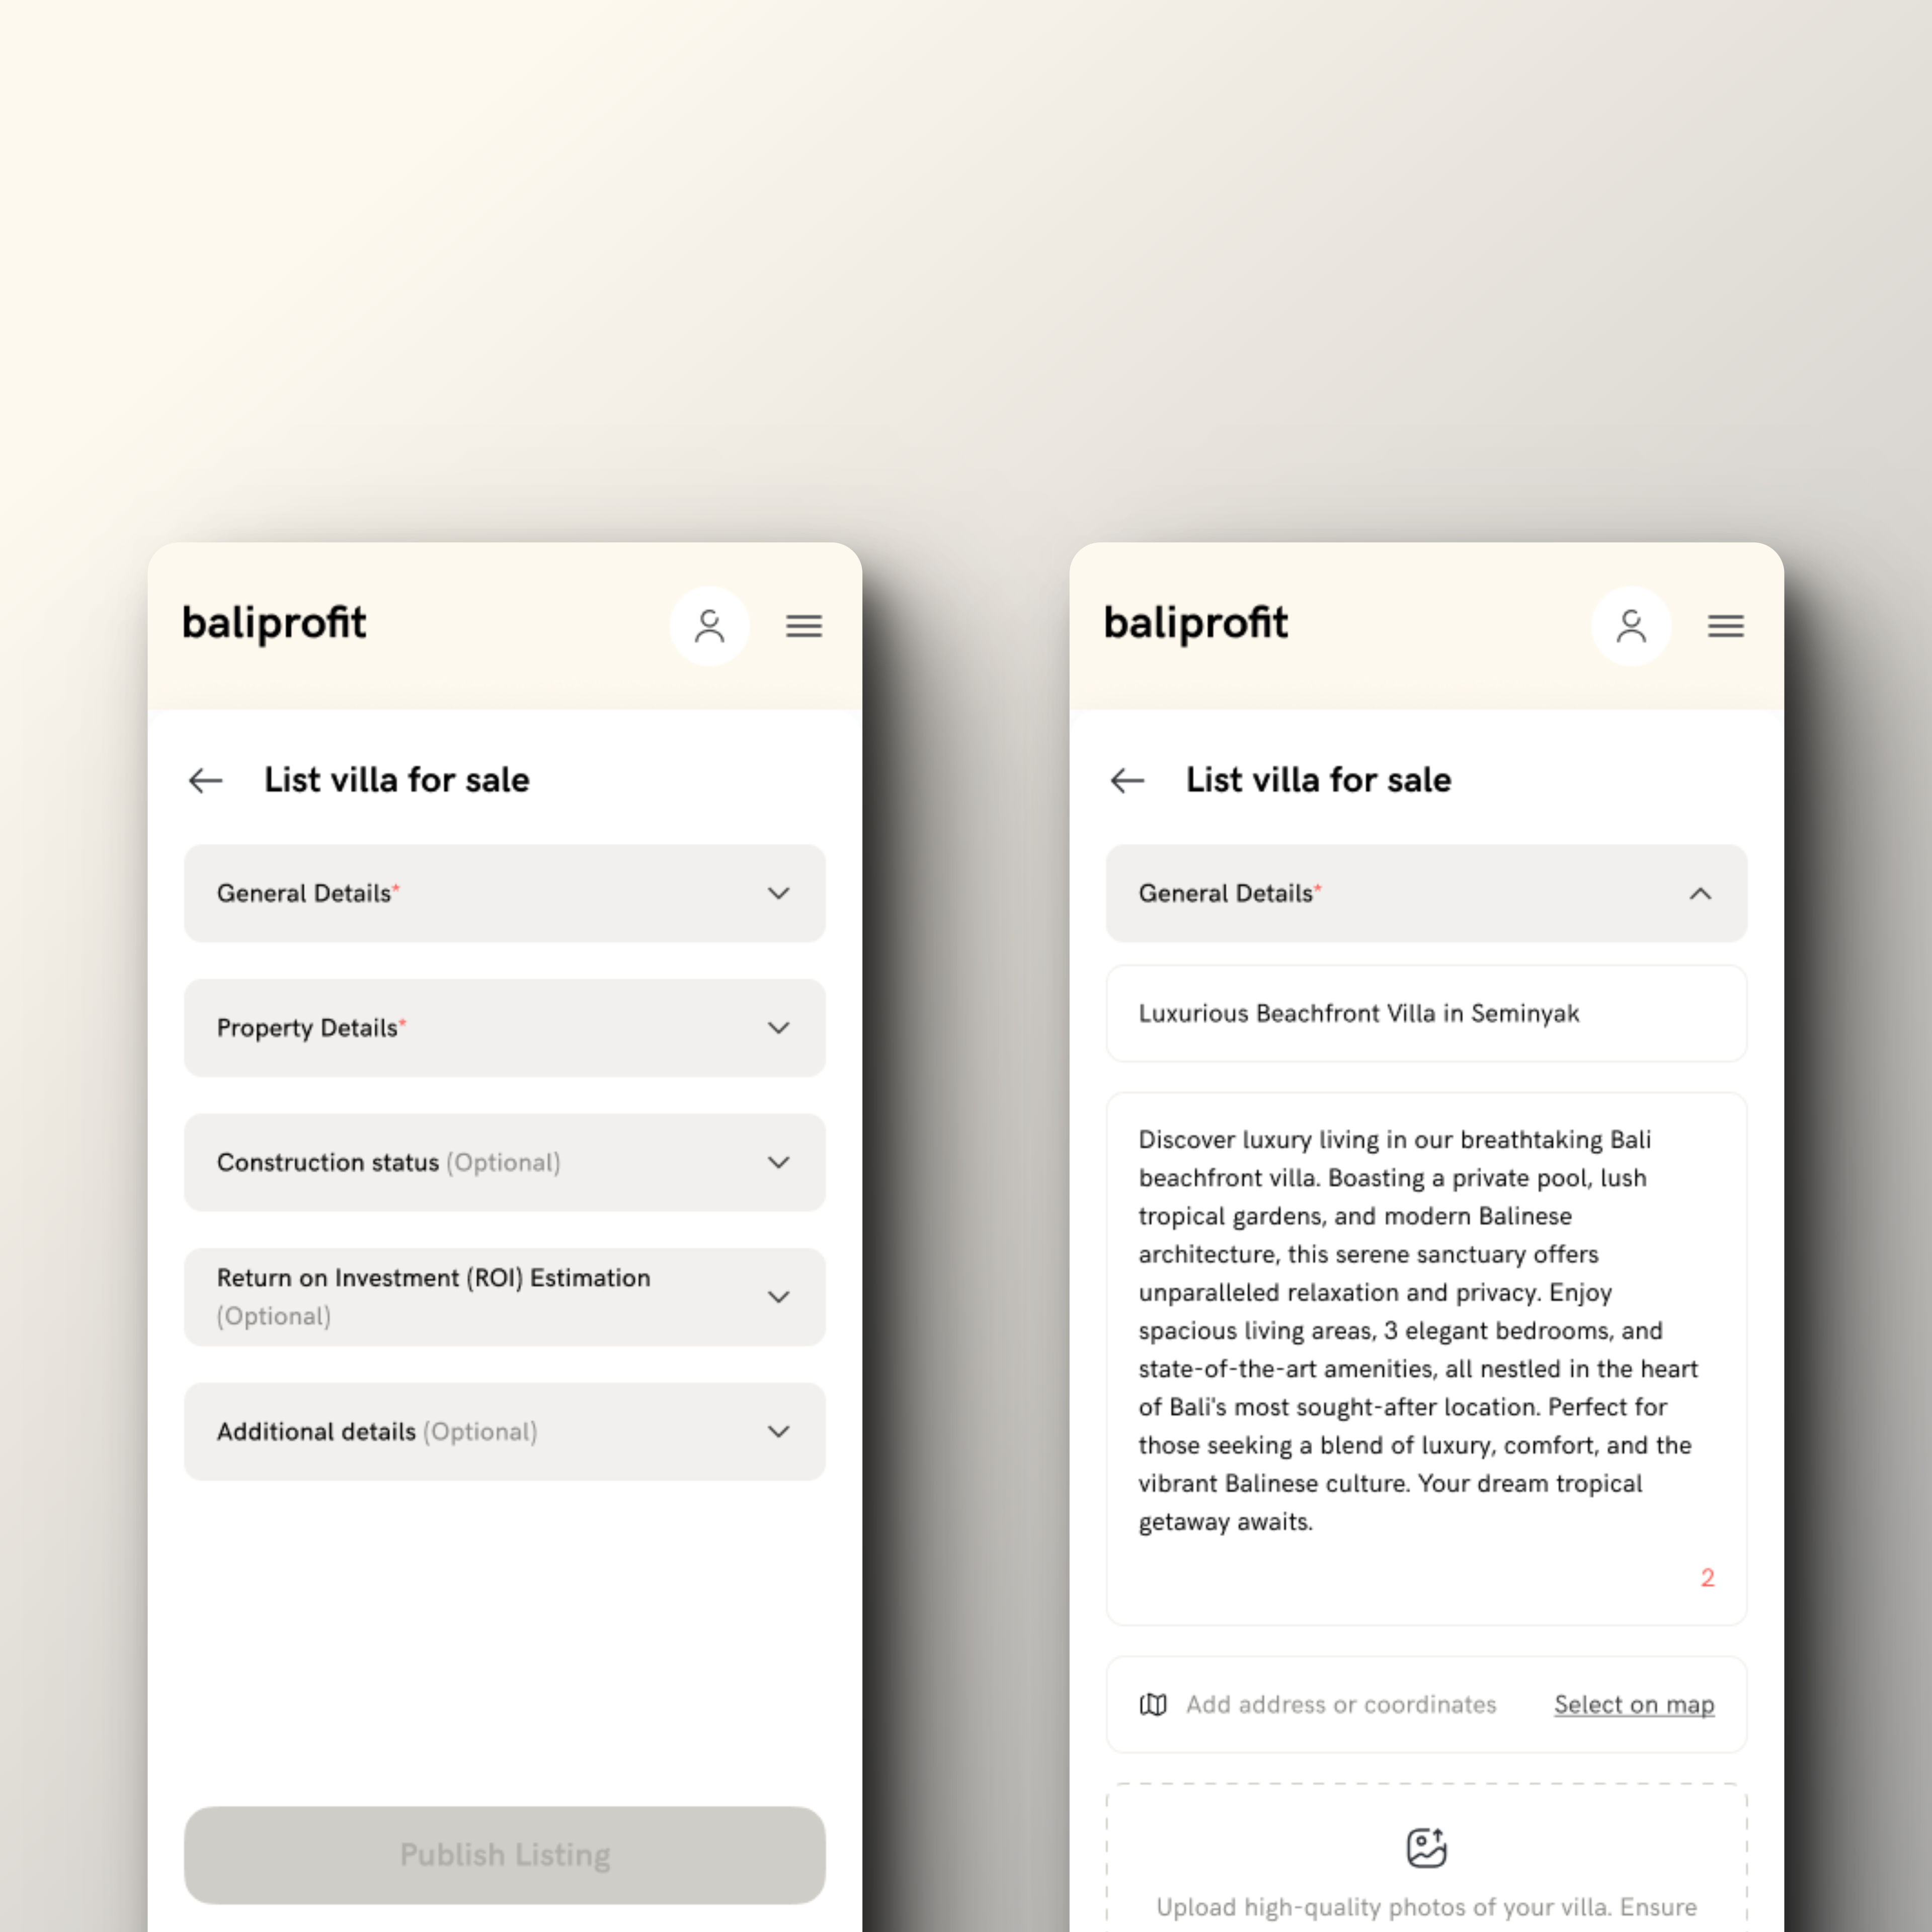 baliprofit
List villa for sale
General Details*
Property Details*
Construction status (Optional)
Return on Investment (ROI) Estimation
(Optional)
Additional details (Optional)
Publish Listing
baliprofit
List villa for sale
General Details*
Luxurious Beachfront Villa in Seminyak
Discover luxury living in our breathtaking Bali
beachfront villa. Boasting a private pool, lush
tropical gardens, and modern Balinese
architecture, this serene sanctuary offers
unparalleled relaxation and privacy. Enjoy
spacious living areas, 3 elegant bedrooms, and
state-of-the-art amenities, all nestled in the heart
of Bali's most sought-after location. Perfect for
those seeking a blend of luxury, comfort, and the
vibrant Balinese culture. Your dream tropical
getaway awaits.
2
Add address or coordinates Select on map
Upload high-quality photos of your villa. Ensure